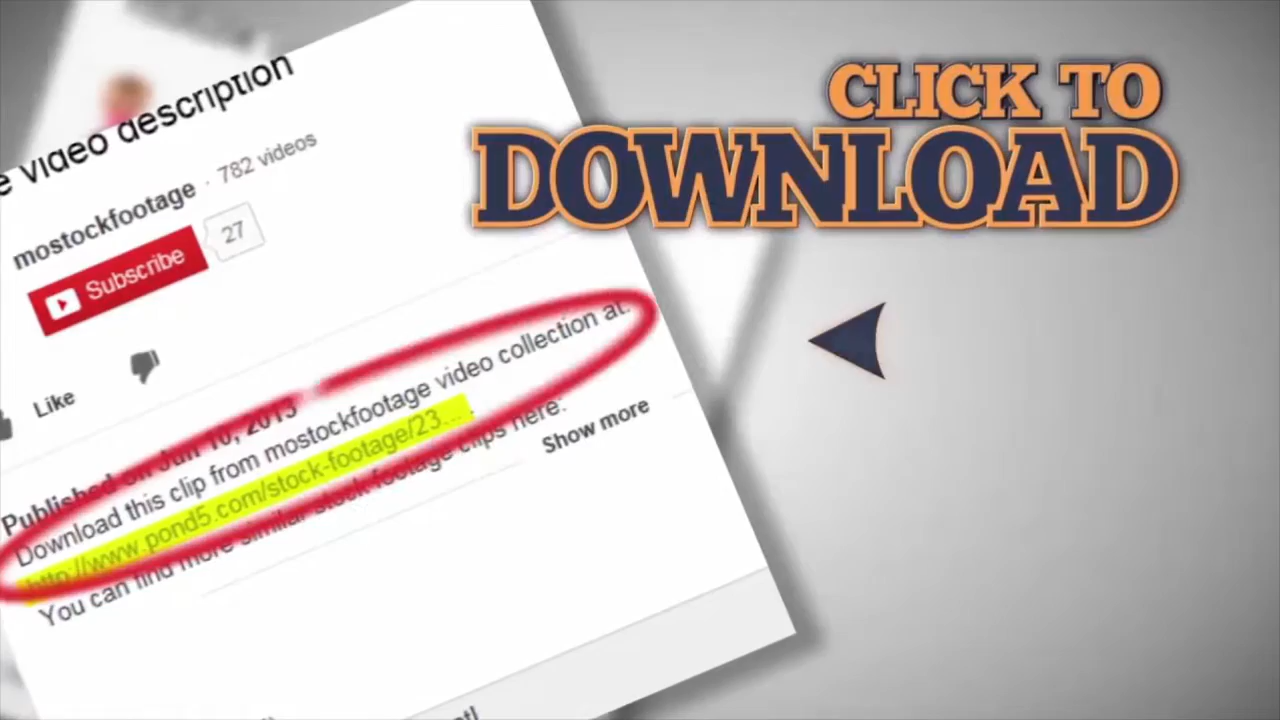 CLICK TO
DOWNLOAD
e video description
mostockfootage · 782 videos
Subscribe 27
Like
Published on Jun 10, 2013
Download this clip from mostockfootage video collection at:
http://www.pond5.com/stock-footage/23... .
You can find more similar stock footage clips here:
Show more